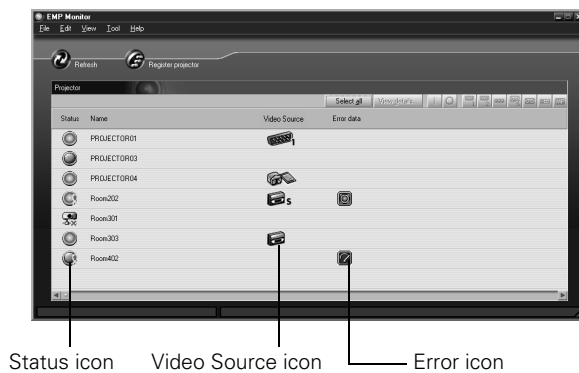 EMP Monitor
File Edit View Tool Help
Refresh Register projector
Projector
Select all View details
Status Name Video Source Error data
PROJECTOR01 1
PROJECTOR03
PROJECTOR04
Room202 S
Room301
Room303
Room402
Status icon Video Source icon Error icon